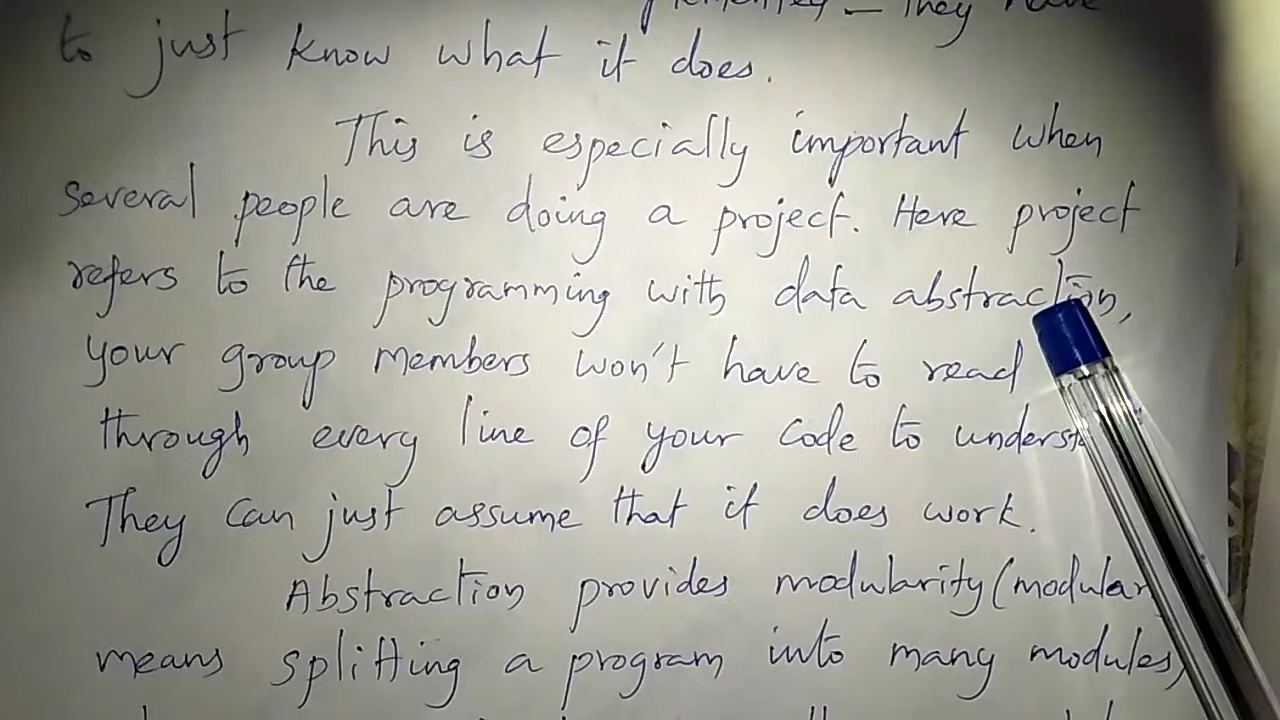 They have
to just know what it does.
This is especially important when
several people are doing a project. Here project
refers to the programming with data abstraction,
your group members won't have to read
through every line of your code to
They can just assume that it does work.
Abstraction provides modularity (modular
means splitting a program into many modules,